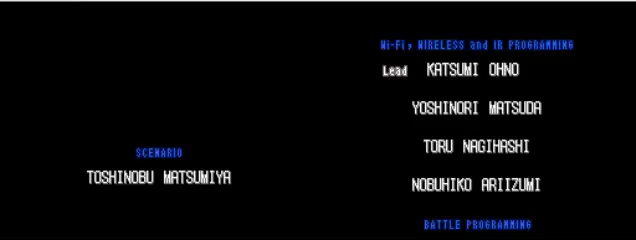 SCENARIO
TOSHINOBU MATSUMIYA
Wi-Fi, WIRELESS and IR PROGRAMMING
Lead KATSUMI OHNO
YOSHINORI MATSUDA
TORU NAGIHASHI
NOBUHIKO ARIIZUMI
BATTLE PROGRAMMING